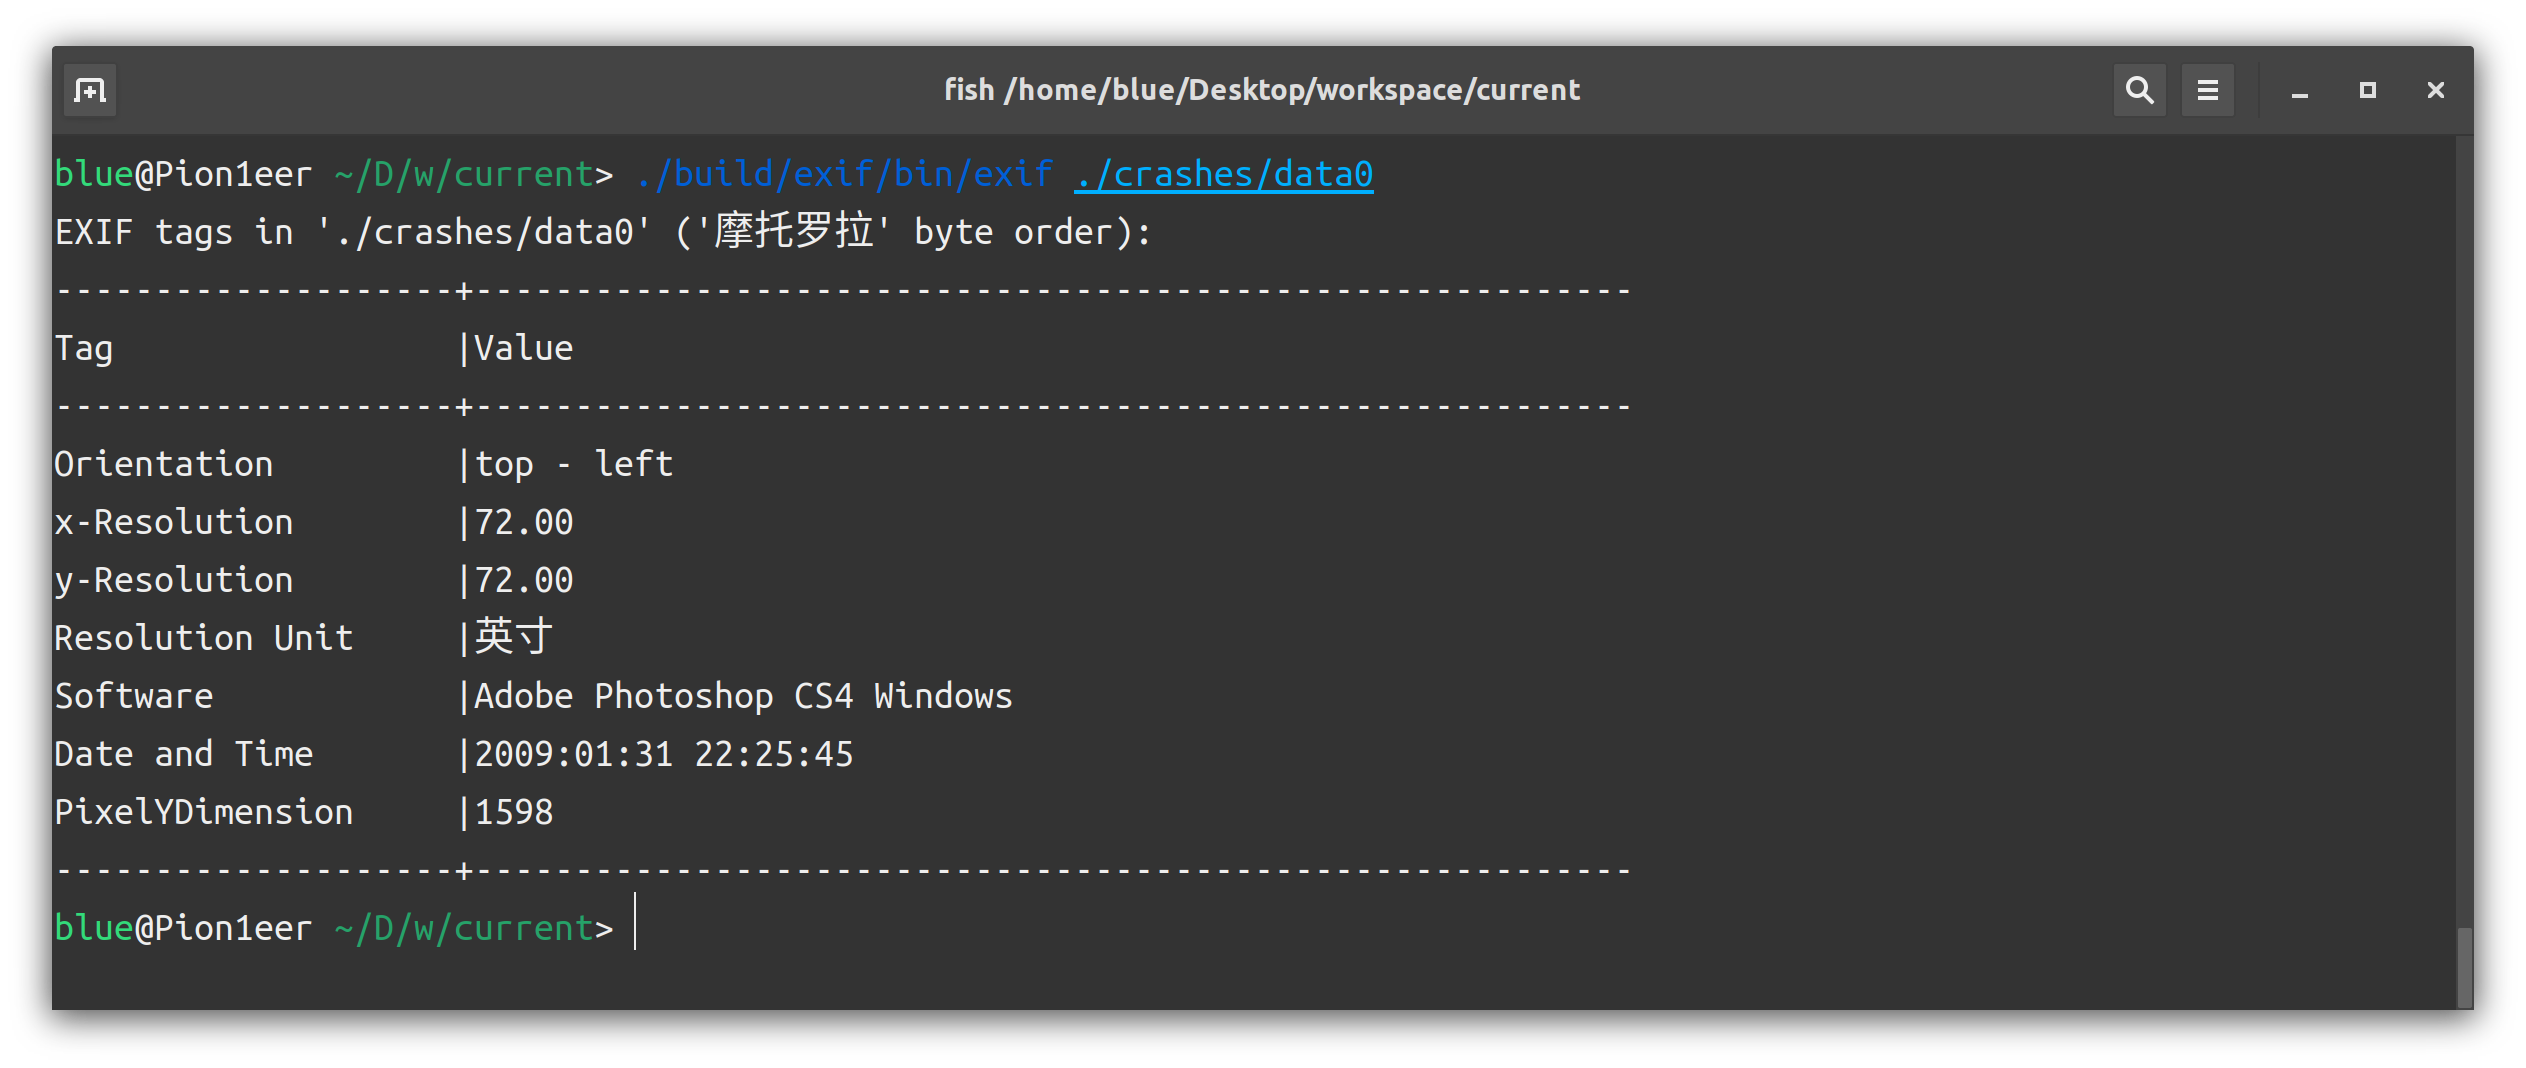 fish /home/blue/Desktop/workspace/current
blue@Pion1eer ~/D/w/current> ./build/exif/bin/exif ./crashes/data0
EXIF tags in './crashes/data0' ('摩托罗拉' byte order):
--------------------+----------------------------------------------------------
Tag                 |Value
--------------------+----------------------------------------------------------
Orientation         |top - left
x-Resolution        |72.00
y-Resolution        |72.00
Resolution Unit     |英寸
Software            |Adobe Photoshop CS4 Windows
Date and Time       |2009:01:31 22:25:45
PixelYDimension     |1598
--------------------+----------------------------------------------------------
blue@Pion1eer ~/D/w/current>